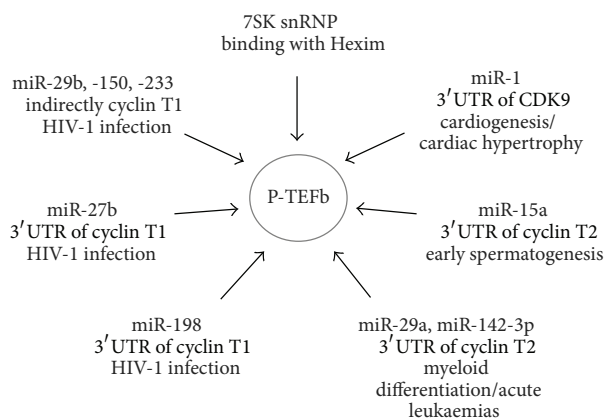 7SK snRNP
binding with Hexim
miR-29b, -150, -233
indirectly cyclin T1
HIV-1 infection
miR-1
3′UTR of CDK9
cardiogenesis/
cardiac hypertrophy
P-TEFb
miR-27b
3′UTR of cyclin T1
HIV-1 infection
miR-15a
3′UTR of cyclin T2
early spermatogenesis
miR-198
3′UTR of cyclin T1
HIV-1 infection
miR-29a, miR-142-3p
3′UTR of cyclin T2
myeloid
differentiation/acute
leukaemias